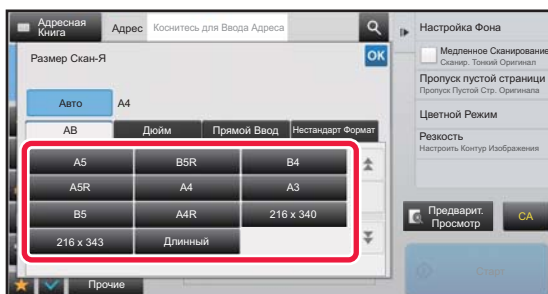 Адресная
Книга
Адрес
Коснитесь для Ввода Адреса
Размер Скан-Я
OK
Авто
A4
AB
Дюйм
Прямой Ввод
Нестандарт Формат
A5
B5R
B4
A5R
A4
A3
B5
A4R
216 x 340
216 x 343
Длинный
Прочие
Настройка Фона
Медленное Сканирование
Сканир. Тонкий Оригинал
Пропуск пустой страници
Пропуск Пустой Стр. Оригинала
Цветной Режим
Резкость
Настроить Контур Изображения
Предварит.
Просмотр
CA
Старт